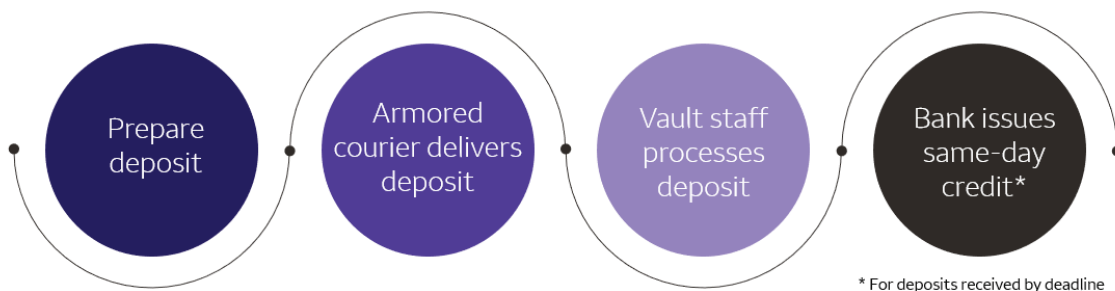 Prepare
deposit
Armored
courier delivers
deposit
Vault staff
processes
deposit
Bank issues
same-day
credit*
* For deposits received by deadline